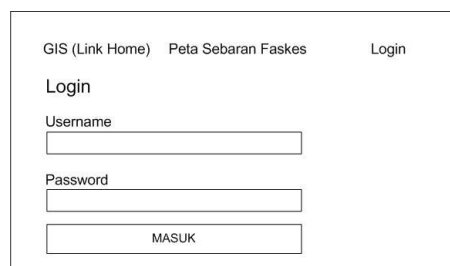 GIS (Link Home) Peta Sebaran Faskes Login
Login
Username
Password
MASUK